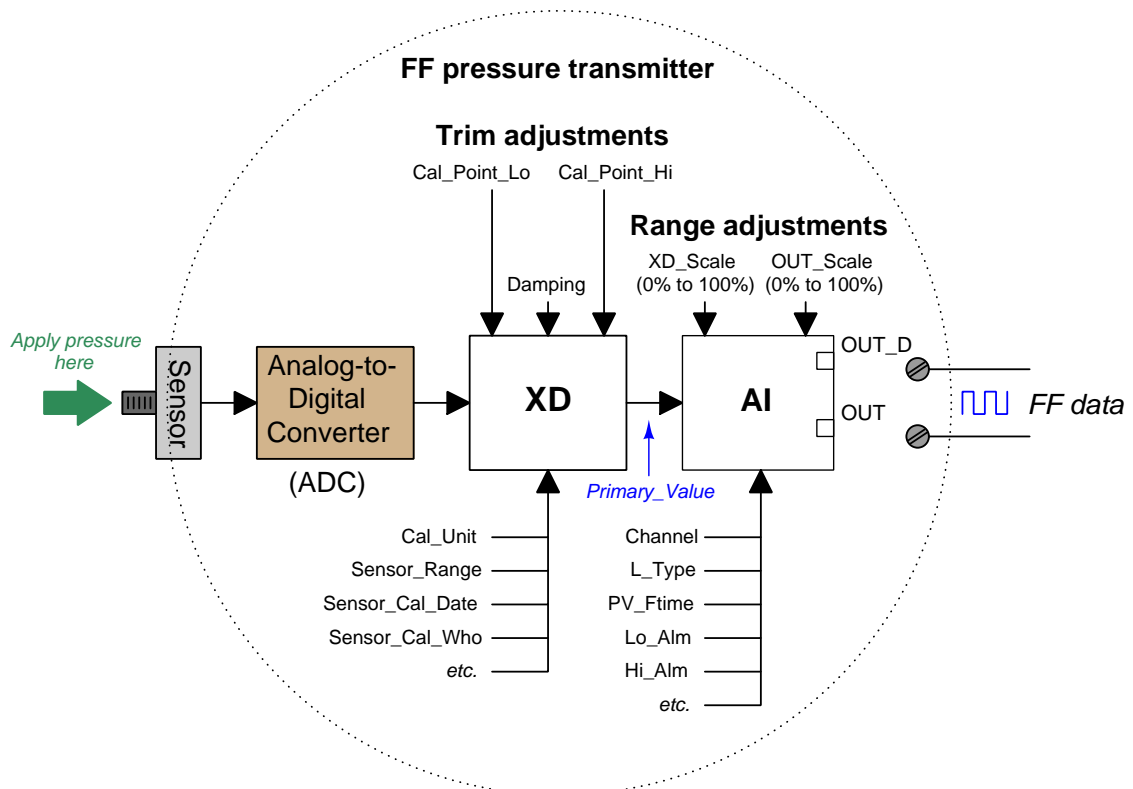 FF pressure transmitter
Trim adjustments
Cal_Point_Lo
Cal_Point_Hi
Range adjustments
XD_Scale
(0% to 100%)
OUT_Scale
(0% to 100%)
Damping
Apply pressure
here
Sensor
Analog-to-
Digital
Converter
(ADC)
XD
Primary_Value
AI
OUT_D
OUT
FF data
Cal_Unit
Sensor_Range
Sensor_Cal_Date
Sensor_Cal_Who
etc.
Channel
L_Type
PV_Ftime
Lo_Alm
Hi_Alm
etc.